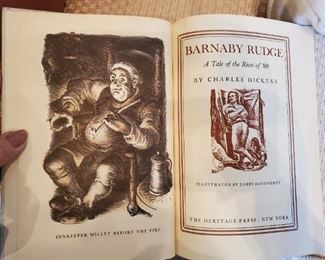 INNKEEPER WILLET BEFORE THE FIRE
BARNABY RUDGE
A Tale of the Riots of '80
BY CHARLES DICKENS
ILLUSTRATED BY JAMES DAUGHERTY
THE HERITAGE PRESS · NEW YORK